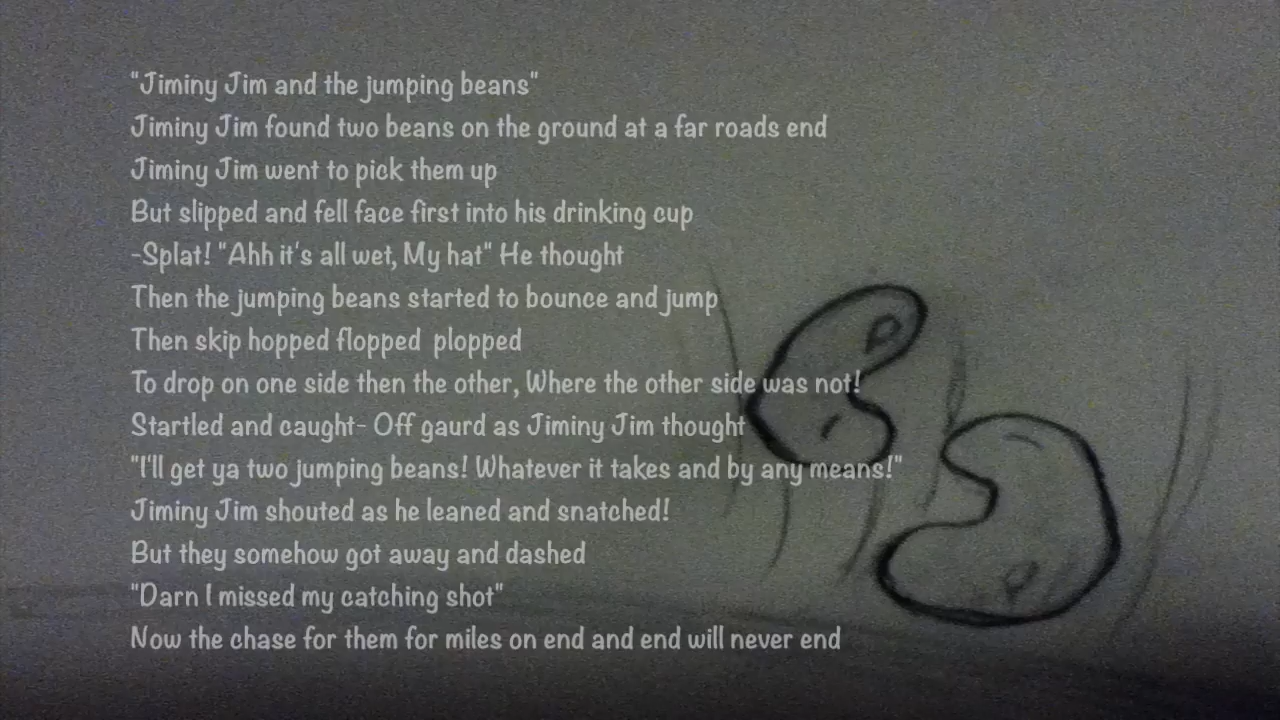 "Jiminy Jim and the jumping beans"
Jiminy Jim found two beans on the ground at a far roads end
Jiminy Jim went to pick them up
But slipped and fell face first into his drinking cup
-Splat! "Ahh it's all wet, My hat" He thought
Then the jumping beans started to bounce and jump
Then skip hopped flopped  plopped
To drop on one side then the other, Where the other side was not!
Startled and caught- Off gaurd as Jiminy Jim thought
"I'll get ya two jumping beans! Whatever it takes and by any means!"
Jiminy Jim shouted as he leaned and snatched!
But they somehow got away and dashed
"Darn I missed my catching shot"
Now the chase for them for miles on end and end will never end